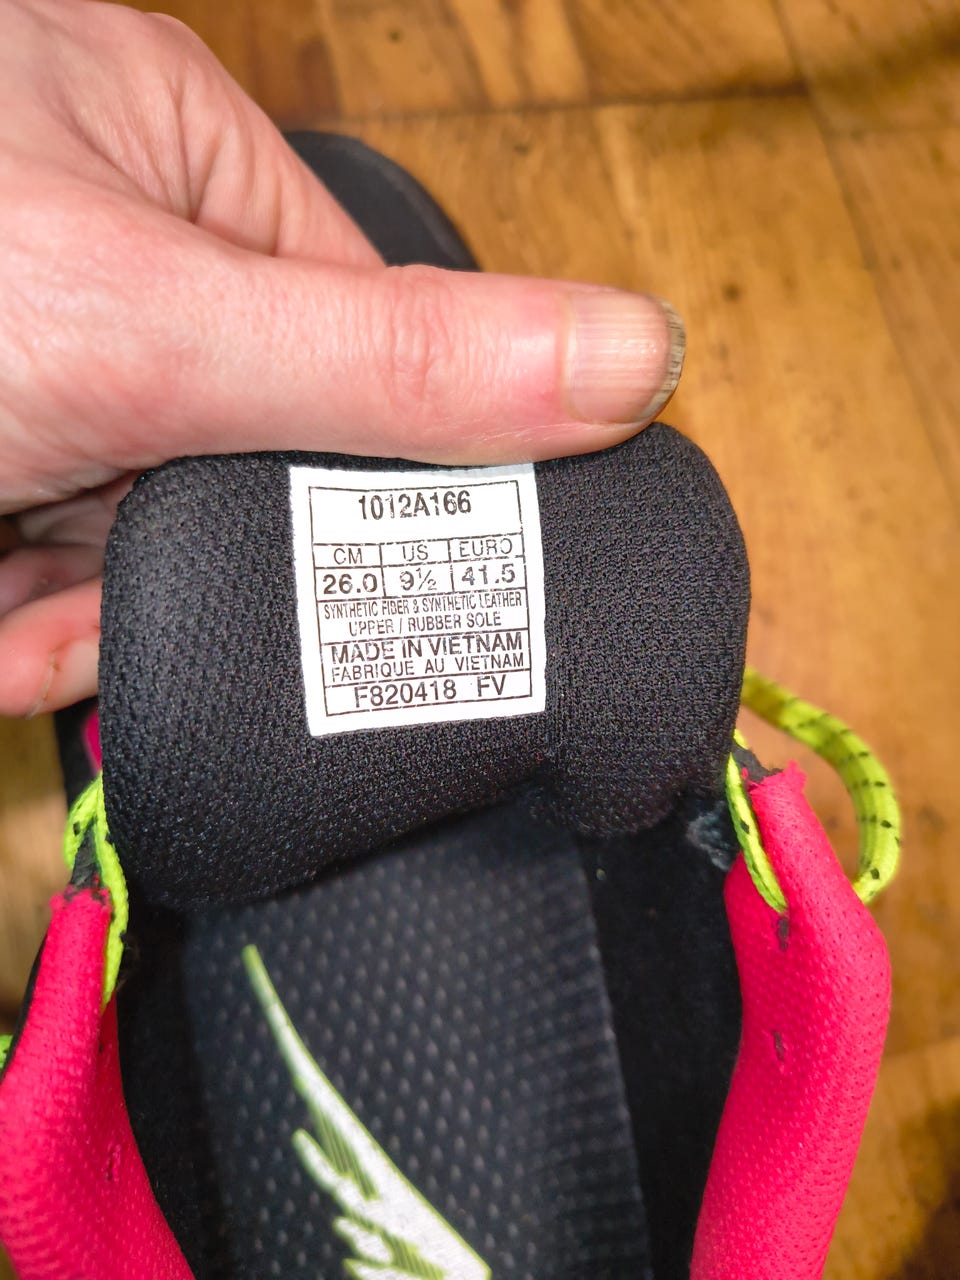 1012A166
CM US EURO
26.0 9½ 41.5
SYNTHETIC FIBER & SYNTHETIC LEATHER
UPPER / RUBBER SOLE
MADE IN VIETNAM
FABRIQUE AU VIETNAM
F820418 FV